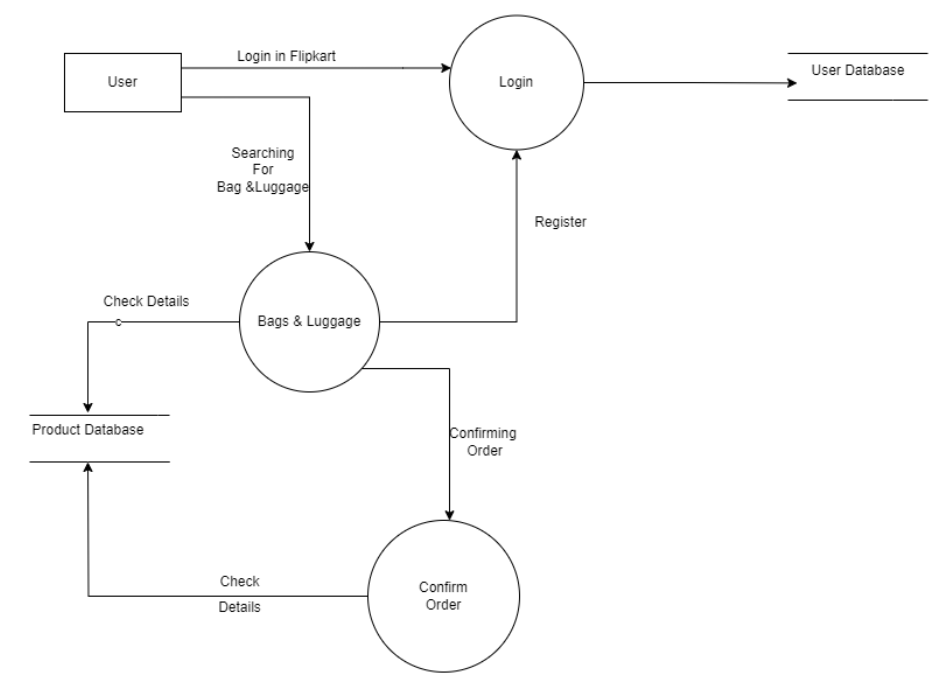 Login in Flipkart
User
Login
User Database
Searching
For
Bag &Luggage
Register
Check Details
Bags & Luggage
Product Database
Confirming
Order
Check
Details
Confirm
Order